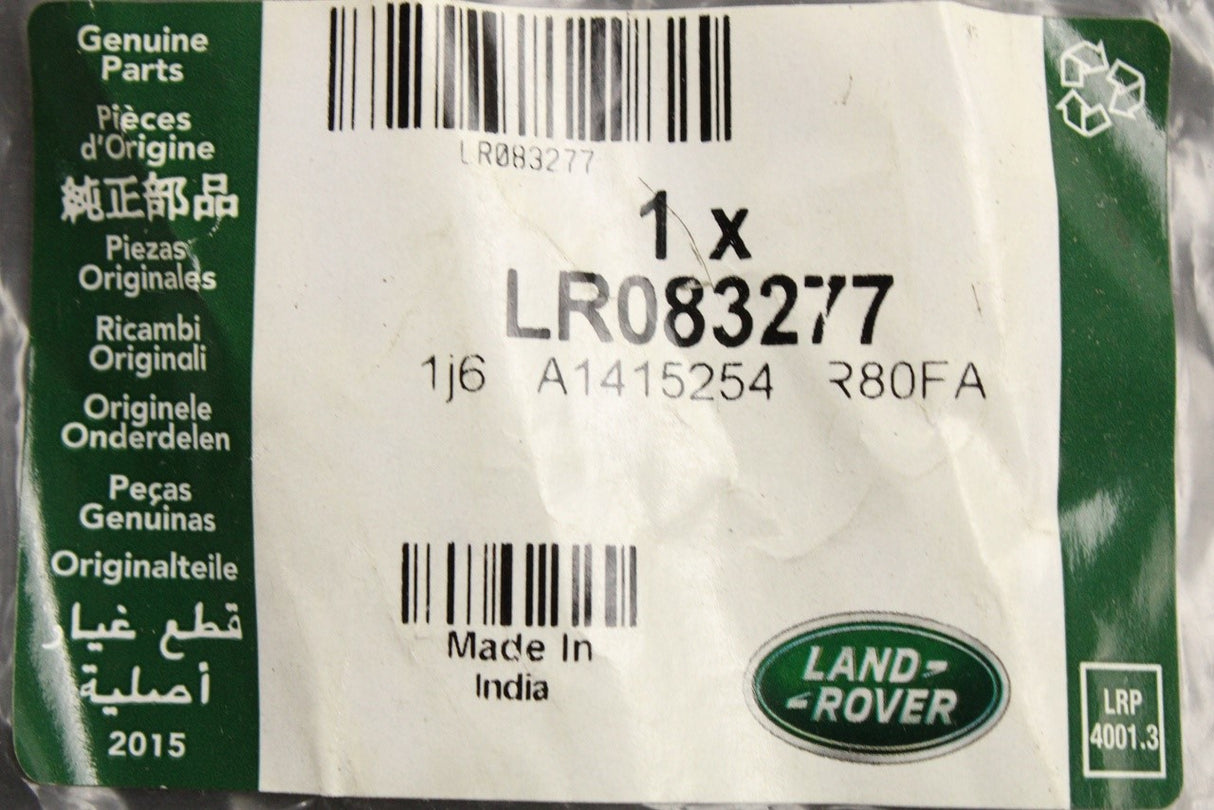 Genuine
Parts
Pièces
d'Origine
純正部品
Piezas
Originales
Ricambi
Originali
Originele
Onderdelen
Peças
Genuinas
Originalteile
قطع غيار
أصلية
2015
LR083277
1 x
LR083277
1j6 A1415254 R80FA
Made In
India
LAND
ROVER
LRP
4001.3